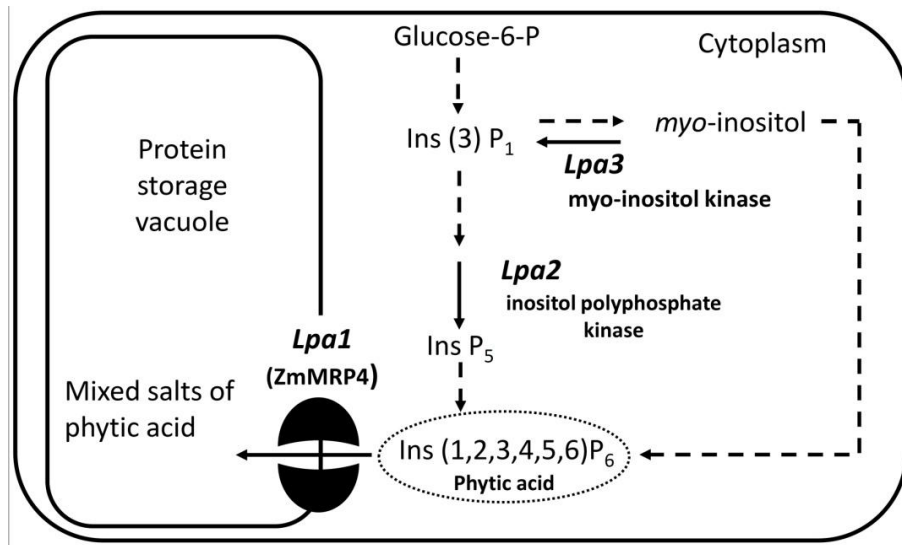 Glucose-6-P
Cytoplasm
Ins (3) P₁
myo-inositol
Lpa3
myo-inositol kinase
Protein
storage
vacuole
Lpa2
inositol polyphosphate
kinase
Ins P₅
Lpa1
(ZmMRP4)
Mixed salts of
phytic acid
Ins (1,2,3,4,5,6)P₆
Phytic acid